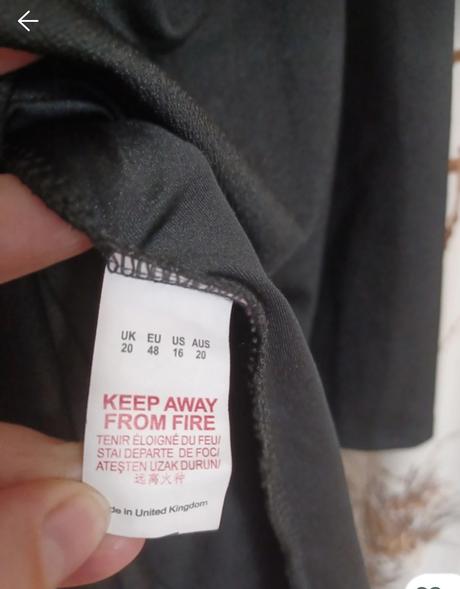 UK EU US AUS
20 48 16 20
KEEP AWAY
FROM FIRE
TENIR ÉLOIGNÉ DU FEU/
STAI DEPARTE DE FOC/
ATEŞTEN UZAK DURUN/
远离火种
de in United Kingdom